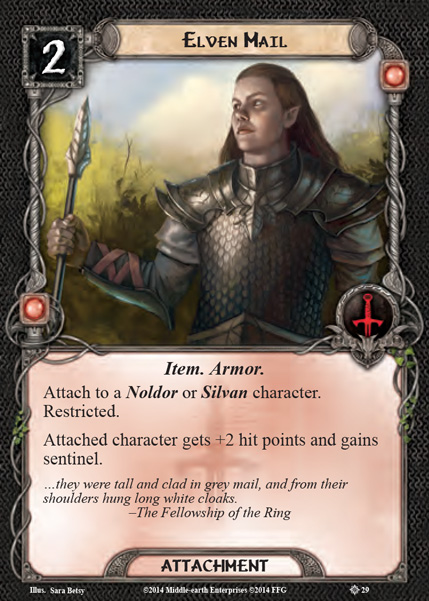 ELVEN MAIL
2
Item. Armor.
Attach to a Noldor or Silvan character.
Restricted.
Attached character gets +2 hit points and gains
sentinel.
…they were tall and clad in grey mail, and from their
shoulders hung long white cloaks.
–The Fellowship of the Ring
ATTACHMENT
Illus. Sara Betsy
©2014 Middle-earth Enterprises ©2014 FFG
29